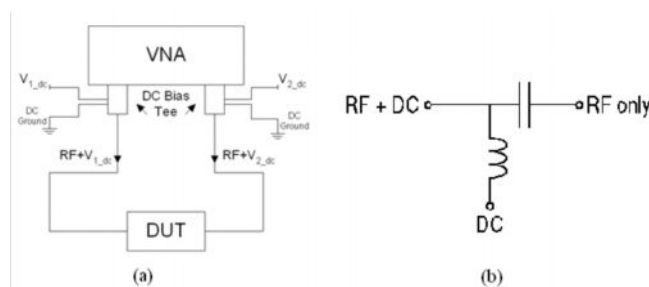 VNA
V1_dc
V2_dc
DC Bias
Tee
DC
Ground
DC
Ground
RF+V1_dc
RF+V2_dc
DUT
(a)
RF + DC
RF only
DC
(b)